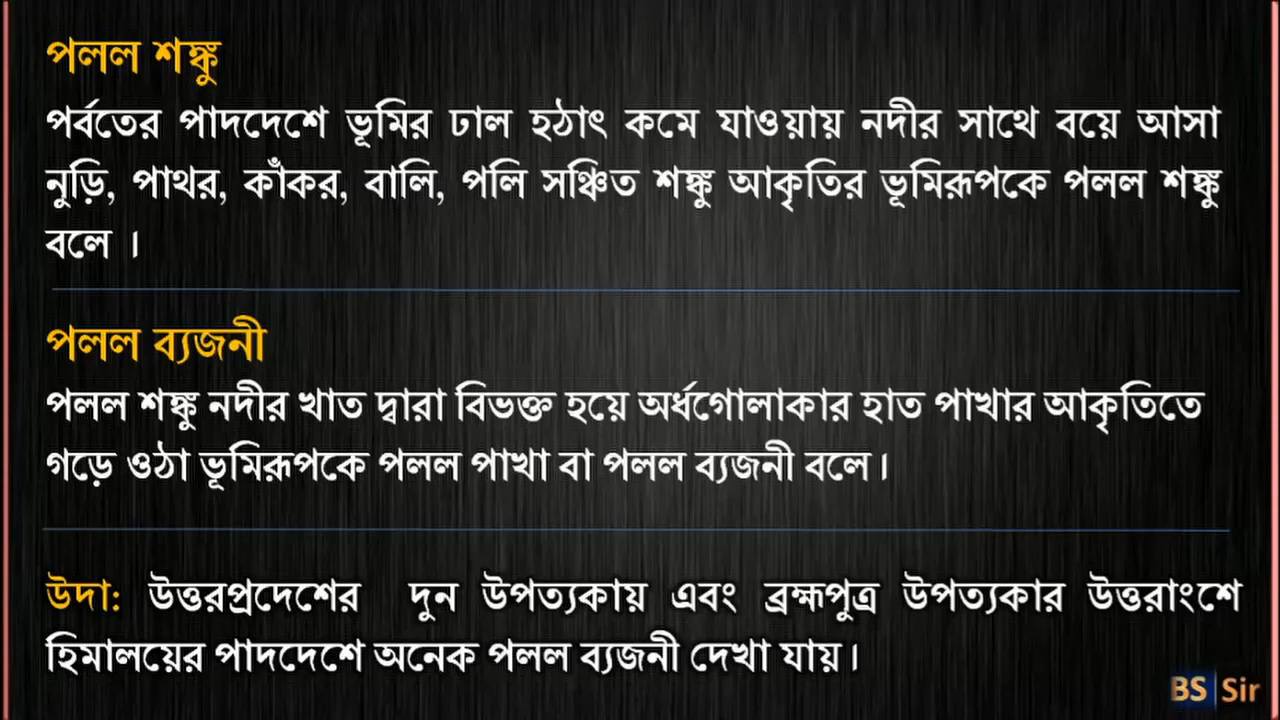 পলল শঙ্কু
পর্বতের পাদদেশে ভূমির ঢাল হঠাৎ কমে যাওয়ায় নদীর সাথে বয়ে আসা
নুড়ি, পাথর, কাঁকর, বালি, পলি সঞ্চিত শঙ্কু আকৃতির ভূমিরূপকে পলল শঙ্কু
বলে ।
পলল ব্যজনী
পলল শঙ্কু নদীর খাত দ্বারা বিভক্ত হয়ে অর্ধগোলাকার হাত পাখার আকৃতিতে
গড়ে ওঠা ভূমিরূপকে পলল পাখা বা পলল ব্যজনী বলে।
উদা: উত্তরপ্রদেশের দুন উপত্যকায় এবং ব্রহ্মপুত্র উপত্যকার উত্তরাংশে
হিমালয়ের পাদদেশে অনেক পলল ব্যজনী দেখা যায়।
BS Sir